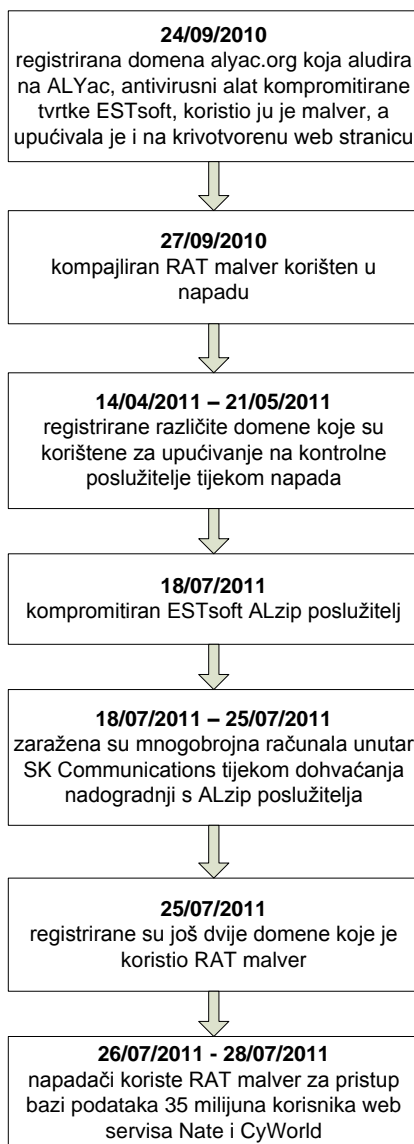 24/09/2010
registrirana domena alyac.org koja aludira
na ALYac, antivirusni alat kompromitirane
tvrtke ESTsoft, koristio ju je malver, a
upućivala je i na krivotvorenu web stranicu
27/09/2010
kompajliran RAT malver korišten u
napadu
14/04/2011 – 21/05/2011
registrirane različite domene koje su
korištene za upućivanje na kontrolne
poslužitelje tijekom napada
18/07/2011
kompromitiran ESTsoft ALzip poslužitelj
18/07/2011 – 25/07/2011
zaražena su mnogobrojna računala unutar
SK Communications tijekom dohvaćanja
nadogradnji s ALzip poslužitelja
25/07/2011
registrirane su još dvije domene koje je
koristio RAT malver
26/07/2011 - 28/07/2011
napadači koriste RAT malver za pristup
bazi podataka 35 milijuna korisnika web
servisa Nate i CyWorld